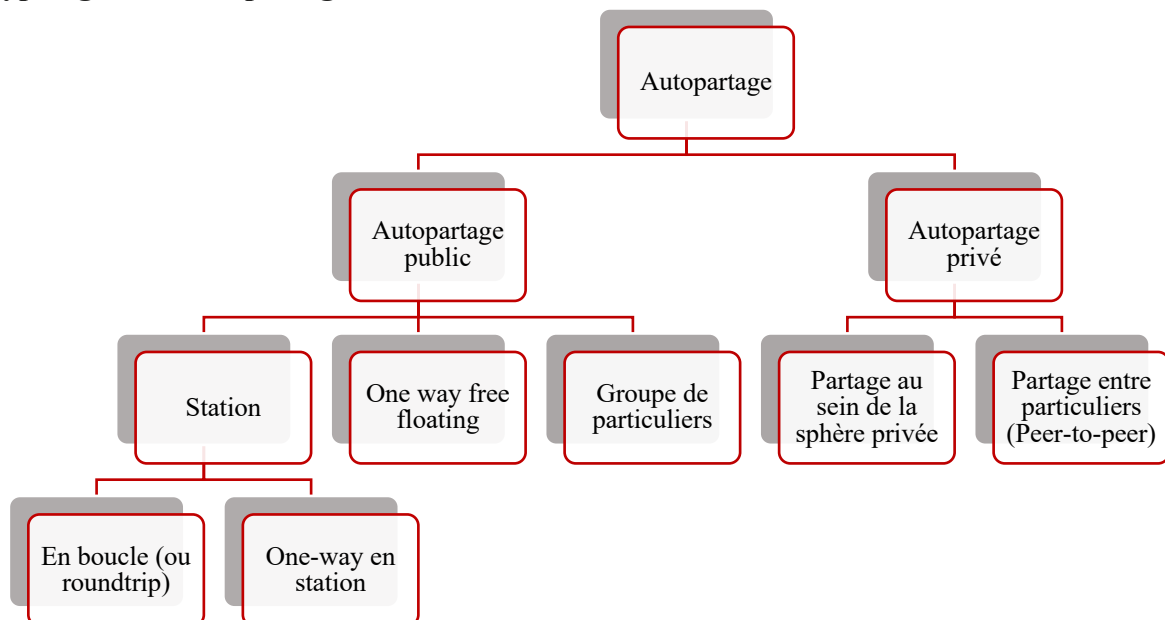 Autopartage
Autopartage
public
Autopartage
privé
Station
One way free
floating
Groupe de
particuliers
Partage au
sein de la
sphère privée
Partage entre
particuliers
(Peer-to-peer)
En boucle (ou
roundtrip)
One-way en
station